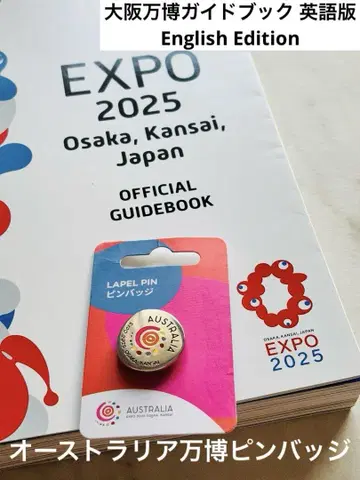 大阪万博ガイドブック 英語版
English Edition
EXPO
2025
Osaka, Kansai,
Japan
OFFICIAL
GUIDEBOOK
LAPEL PIN
ピンバッジ
AUSTRALIA
AUSTRALIA
OSAKA, KANSAI, JAPAN
EXPO
2025
オーストラリア万博ピンバッジ